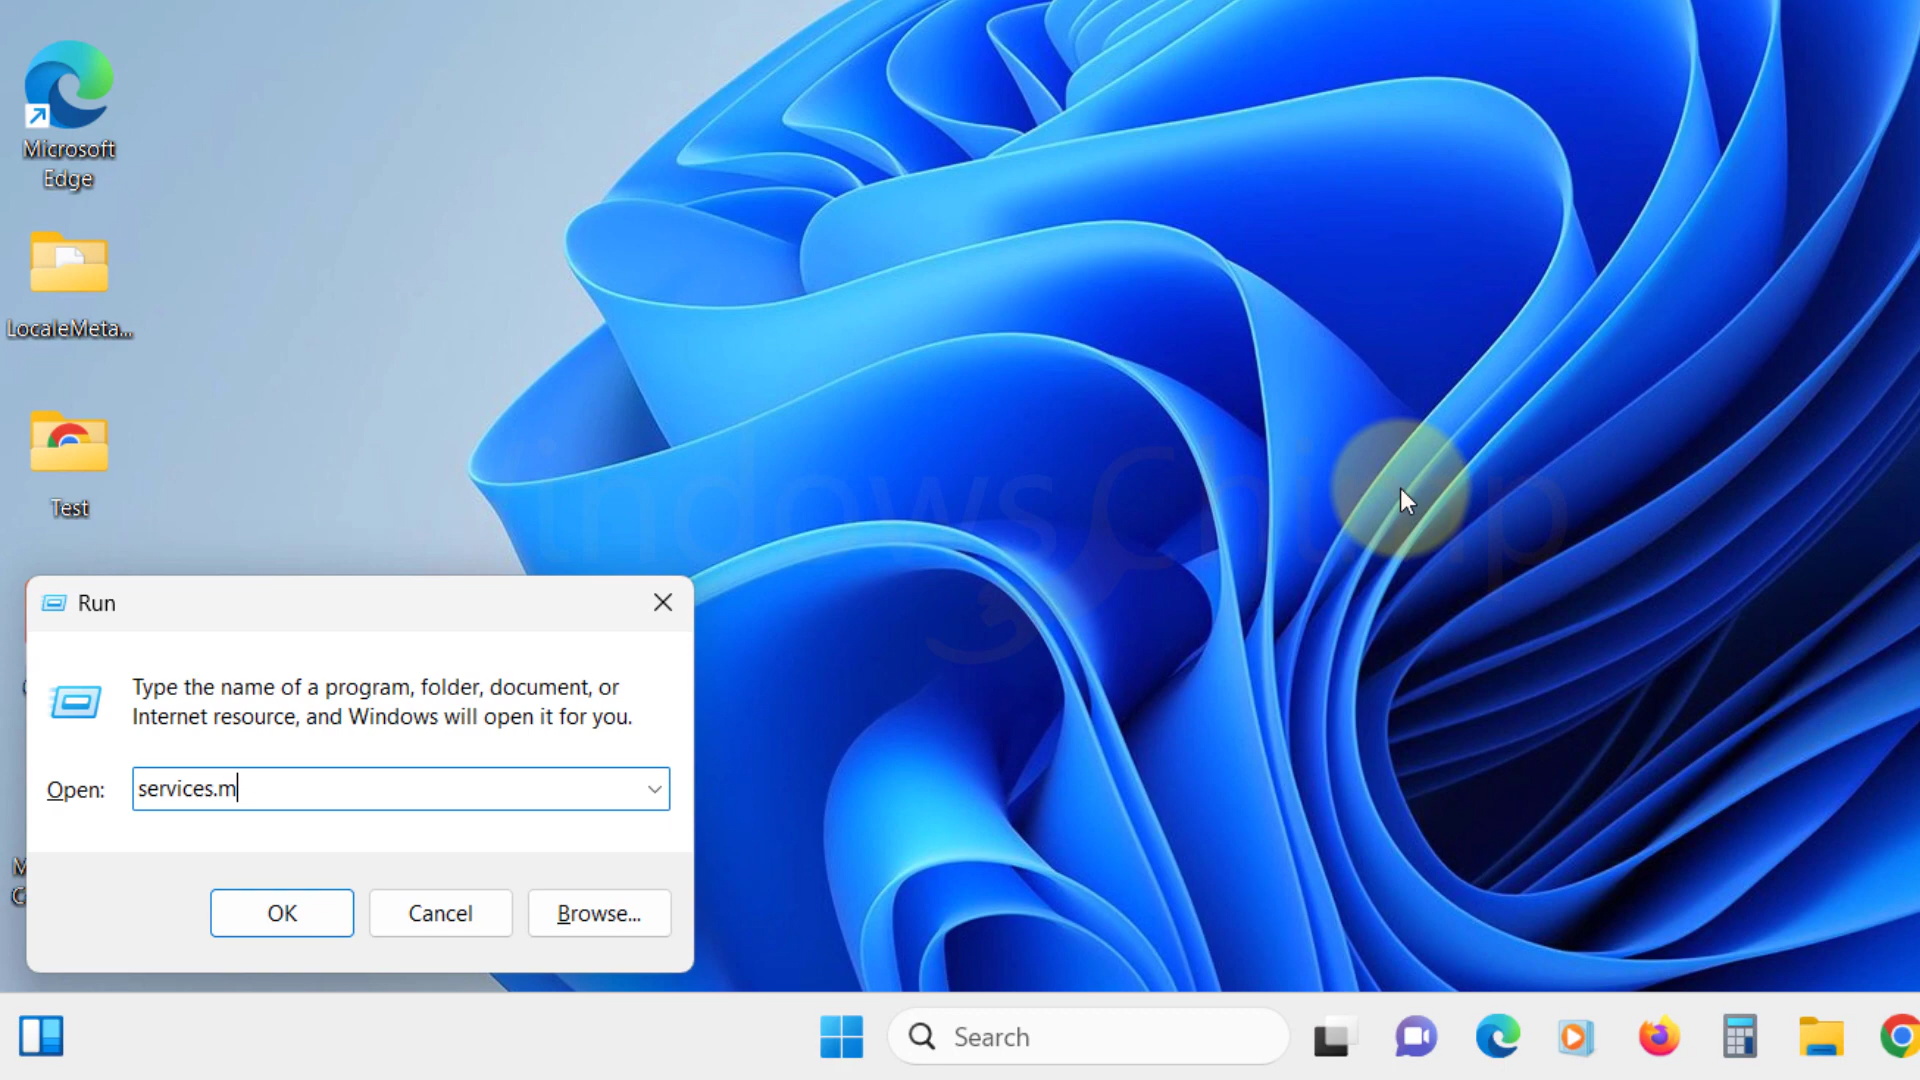 Microsoft
Edge
LocaleMeta...
Test
indowsChimp
Run
Type the name of a program, folder, document, or
Internet resource, and Windows will open it for you.
Open:
services.m
OK
Cancel
Browse...
M
C
Search